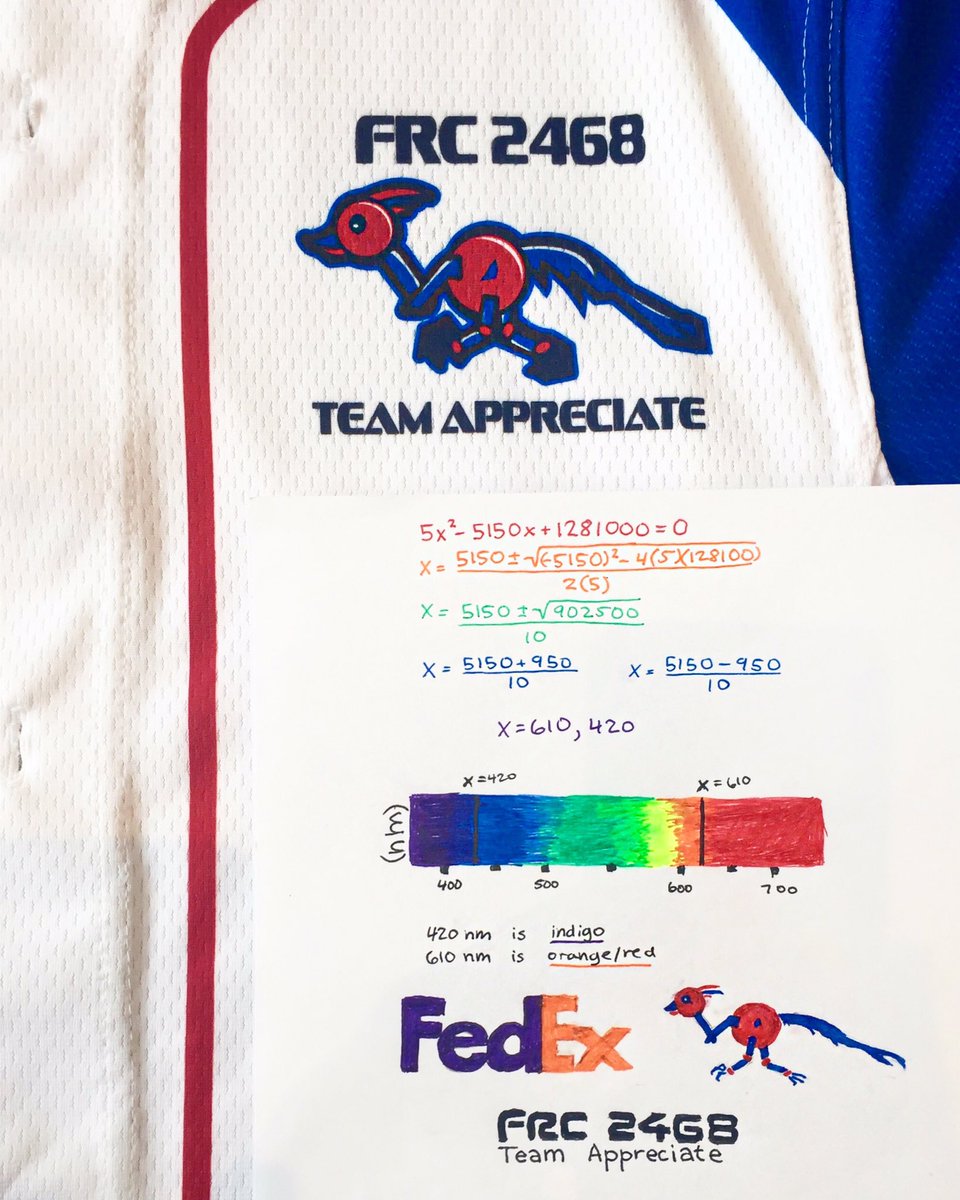 FRC 2468
TEAM APPRECIATE
5x² - 5150x + 1281000 = 0
x = 5150 ± √(-5150)² - 4(5)(128100) / 2(5)
x = 5150 ± √902500 / 10
x = 5150 + 950 / 10 x = 5150 - 950 / 10
x = 610, 420
x = 420 x = 610
(nm)
400 500 600 700
420 nm is indigo
610 nm is orange/red
FedEx
A
FRC 2468
Team Appreciate